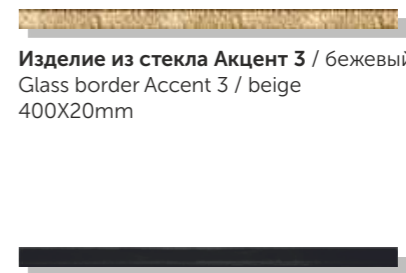 Изделие из стекла Акцент 3 / бежевый
Glass border Accent 3 / beige
400X20mm